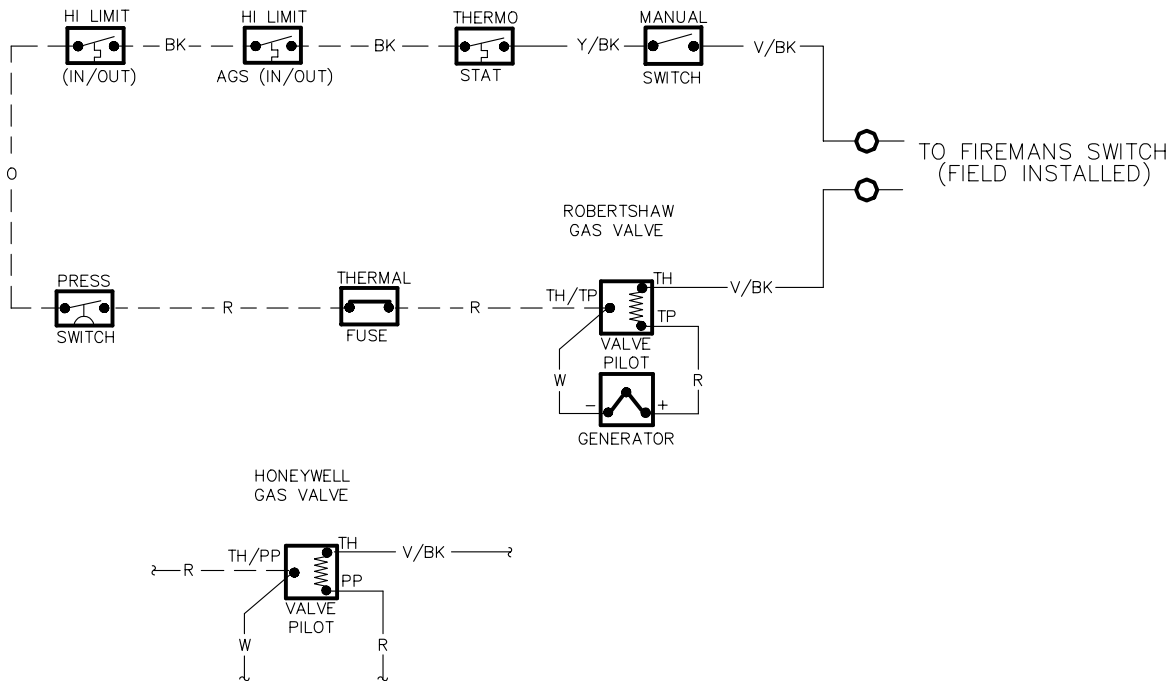 HI LIMIT
(IN/OUT)
BK
HI LIMIT
AGS (IN/OUT)
BK
THERMO
STAT
Y/BK
MANUAL
SWITCH
V/BK
TO FIREMANS SWITCH
(FIELD INSTALLED)
O
PRESS
SWITCH
R
THERMAL
FUSE
R
ROBERTSHAW
GAS VALVE
TH/TP
TH
TP
V/BK
VALVE
PILOT
W
R
-
+
GENERATOR
HONEYWELL
GAS VALVE
R
TH/PP
TH
V/BK
PP
VALVE
PILOT
W
R